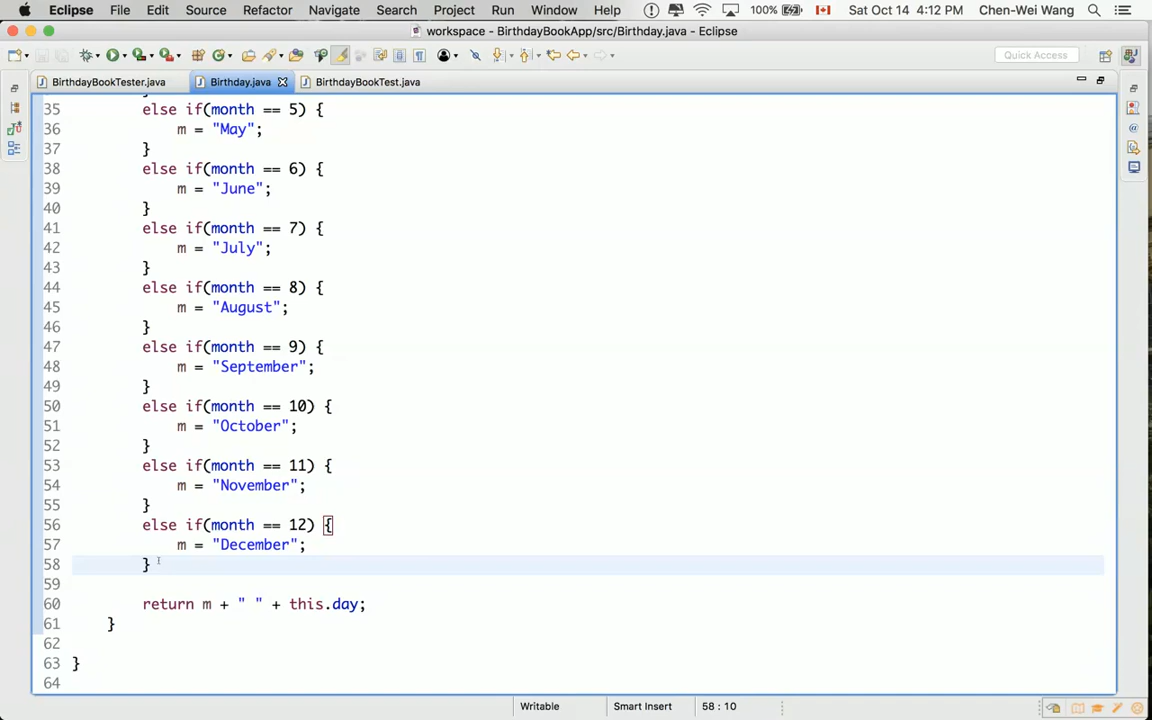 Eclipse File Edit Source Refactor Navigate Search Project Run Window Help 100% Sat Oct 14 4:12 PM Chen-Wei Wang
workspace - BirthdayBookApp/src/Birthday.java - Eclipse
Quick Access
BirthdayBookTester.java Birthday.java BirthdayBookTest.java
35 else if(month == 5) {
36 m = "May";
37 }
38 else if(month == 6) {
39 m = "June";
40 }
41 else if(month == 7) {
42 m = "July";
43 }
44 else if(month == 8) {
45 m = "August";
46 }
47 else if(month == 9) {
48 m = "September";
49 }
50 else if(month == 10) {
51 m = "October";
52 }
53 else if(month == 11) {
54 m = "November";
55 }
56 else if(month == 12) {
57 m = "December";
58 }
59
60 return m + " " + this.day;
61 }
62
63 }
64
Writable Smart Insert 58 : 10